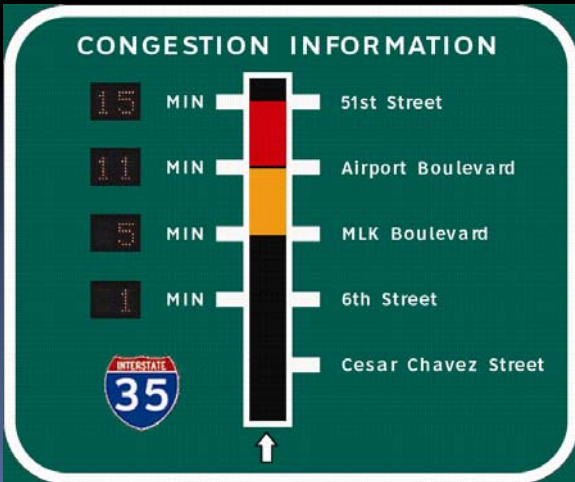 CONGESTION INFORMATION
15 MIN 51st Street
11 MIN Airport Boulevard
5 MIN MLK Boulevard
1 MIN 6th Street
Cesar Chavez Street
INTERSTATE
35